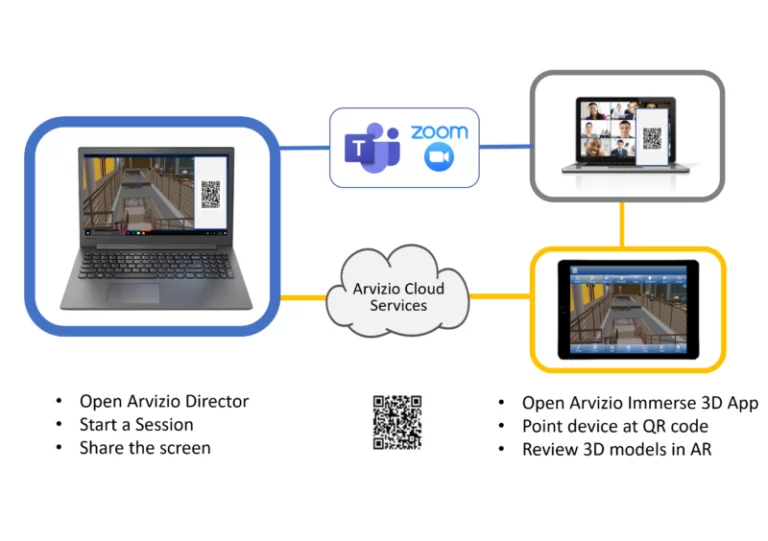 T
zoom
Arvizio Cloud
Services
• Open Arvizio Director
• Start a Session
• Share the screen
• Open Arvizio Immerse 3D App
• Point device at QR code
• Review 3D models in AR